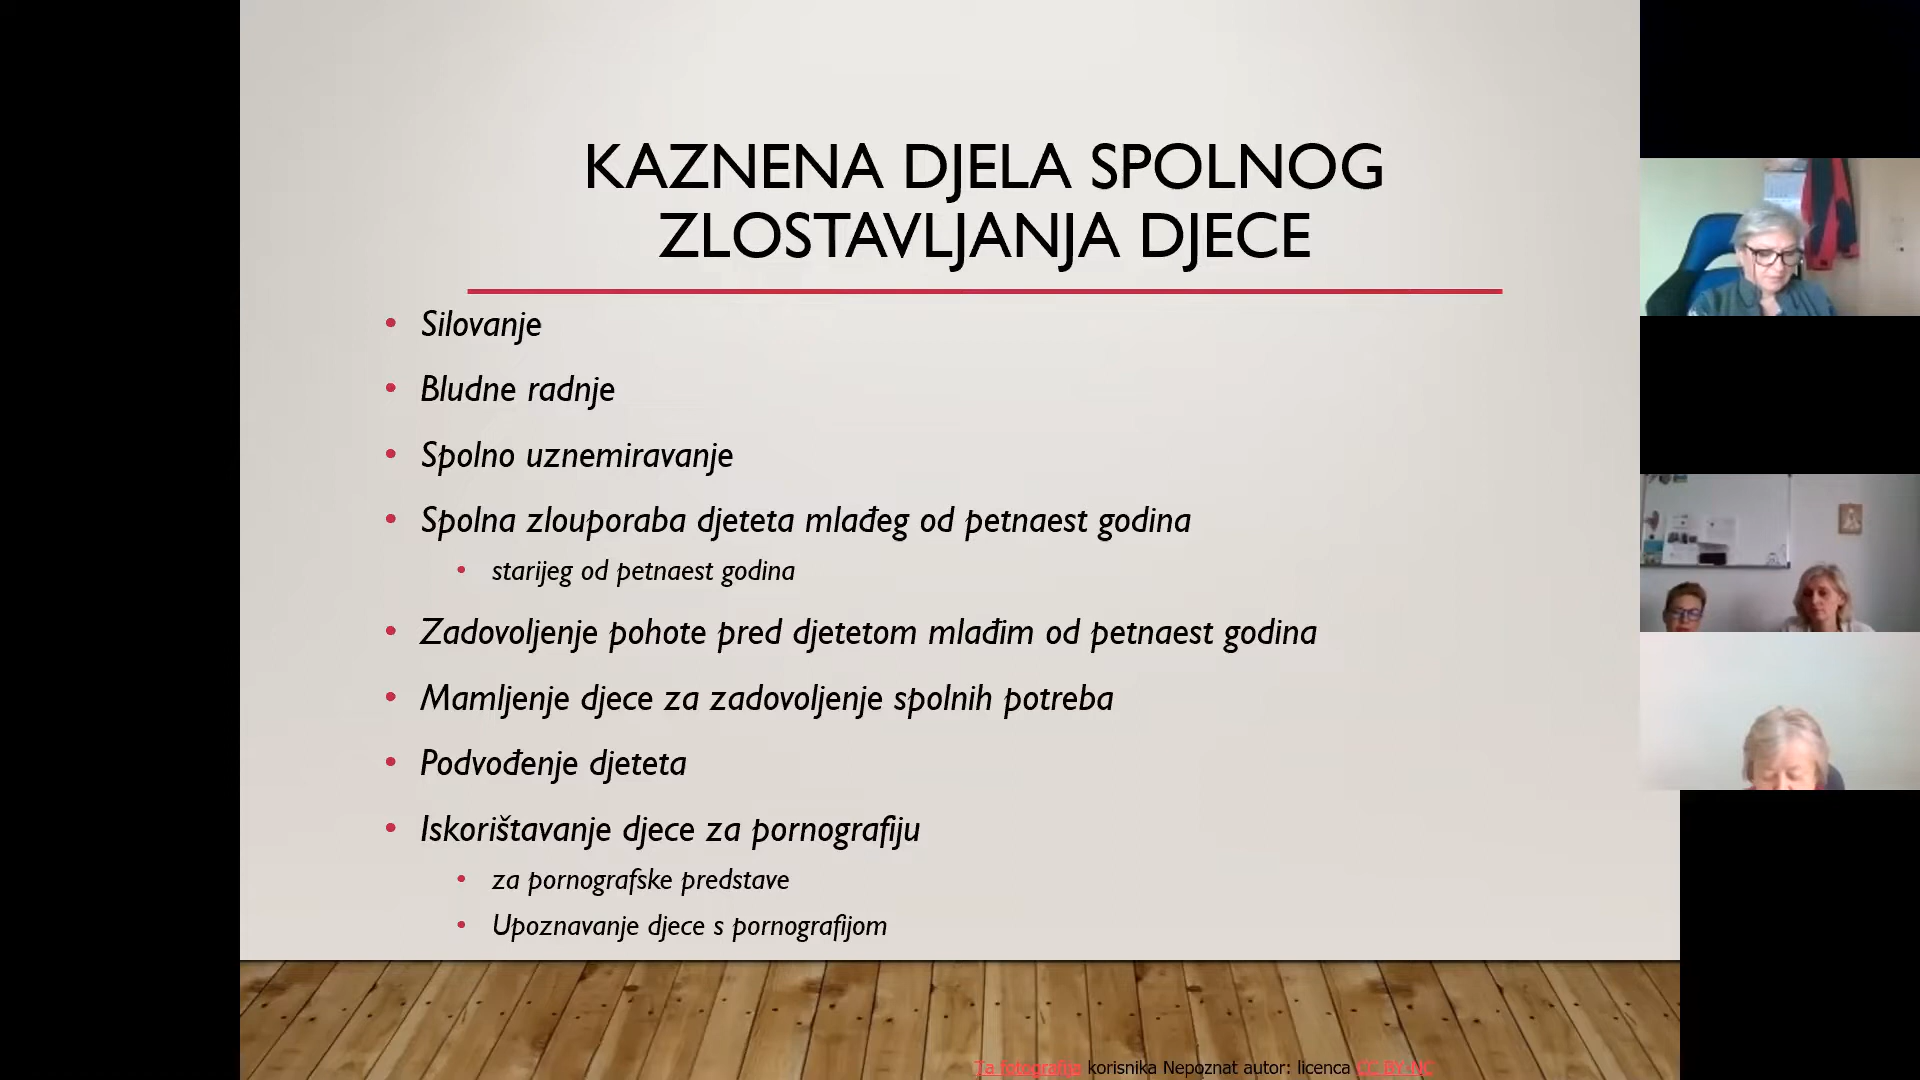 KAZNENA DJELA SPOLNOG
ZLOSTAVLJANJA DJECE
• Silovanje
• Bludne radnje
• Spolno uznemiravanje
• Spolna zlouporaba djeteta mlađeg od petnaest godina
• starijeg od petnaest godina
• Zadovoljenje pohote pred djetetom mlađim od petnaest godina
• Mamljenje djece za zadovoljenje spolnih potreba
• Podvođenje djeteta
• Iskorištavanje djece za pornografiju
• za pornografske predstave
• Upoznavanje djece s pornografijom
Ta fotografija korisnika Nepoznat autor: licenca CC BY-NC